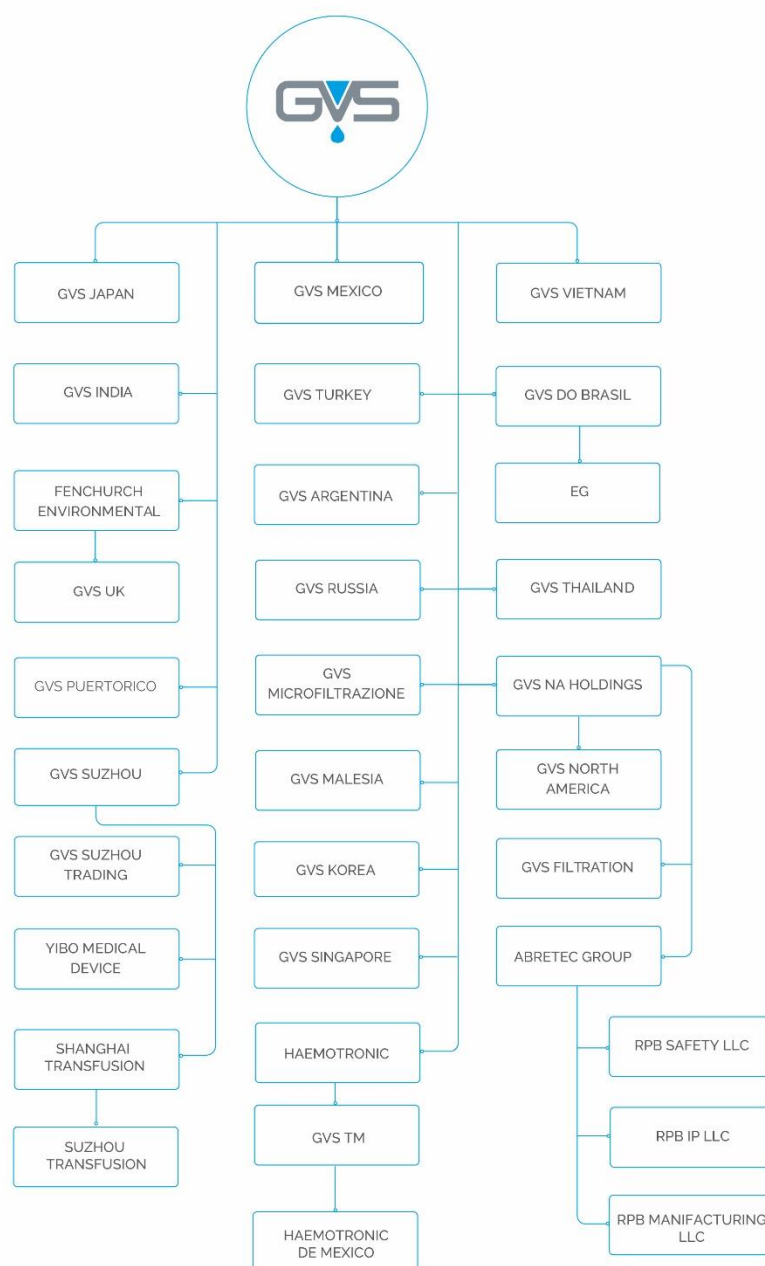 GVS
GVS JAPAN
GVS MEXICO
GVS VIETNAM
GVS INDIA
GVS TURKEY
GVS DO BRASIL
FENCHURCH
ENVIRONMENTAL
GVS ARGENTINA
EG
GVS UK
GVS RUSSIA
GVS THAILAND
GVS PUERTORICO
GVS
MICROFILTRAZIONE
GVS NA HOLDINGS
GVS SUZHOU
GVS MALESIA
GVS NORTH
AMERICA
GVS SUZHOU
TRADING
GVS KOREA
GVS FILTRATION
YIBO MEDICAL
DEVICE
GVS SINGAPORE
ABRETEC GROUP
SHANGHAI
TRANSFUSION
HAEMOTRONIC
RPB SAFETY LLC
SUZHOU
TRANSFUSION
GVS TM
RPB IP LLC
HAEMOTRONIC
DE MEXICO
RPB MANIFACTURING
LLC